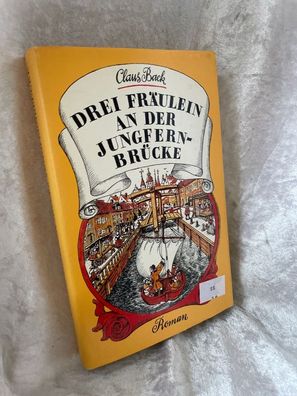 Claus Back
DREI FRÄULEIN
AN DER
JUNGFERN-
BRÜCKE
Roman